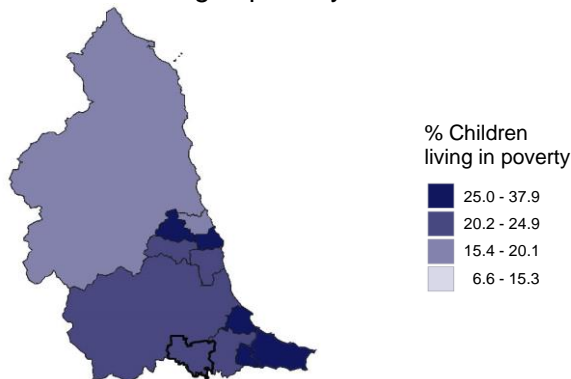 % Children
living in poverty
25.0 - 37.9
20.2 - 24.9
15.4 - 20.1
6.6 - 15.3